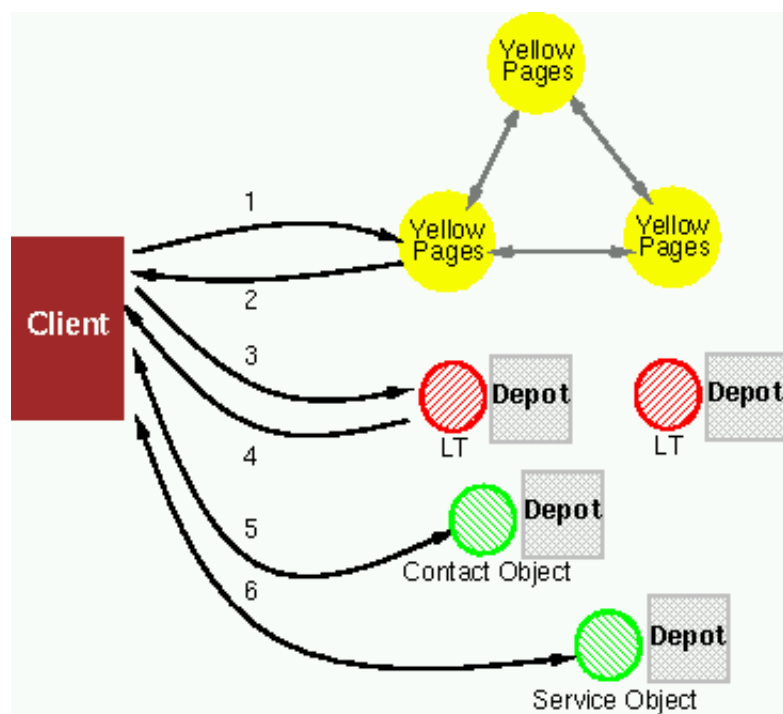 Yellow
Pages
1
Yellow
Pages
Yellow
Pages
2
Client
3
Depot
Depot
LT
LT
4
Depot
5
Contact Object
6
Depot
Service Object